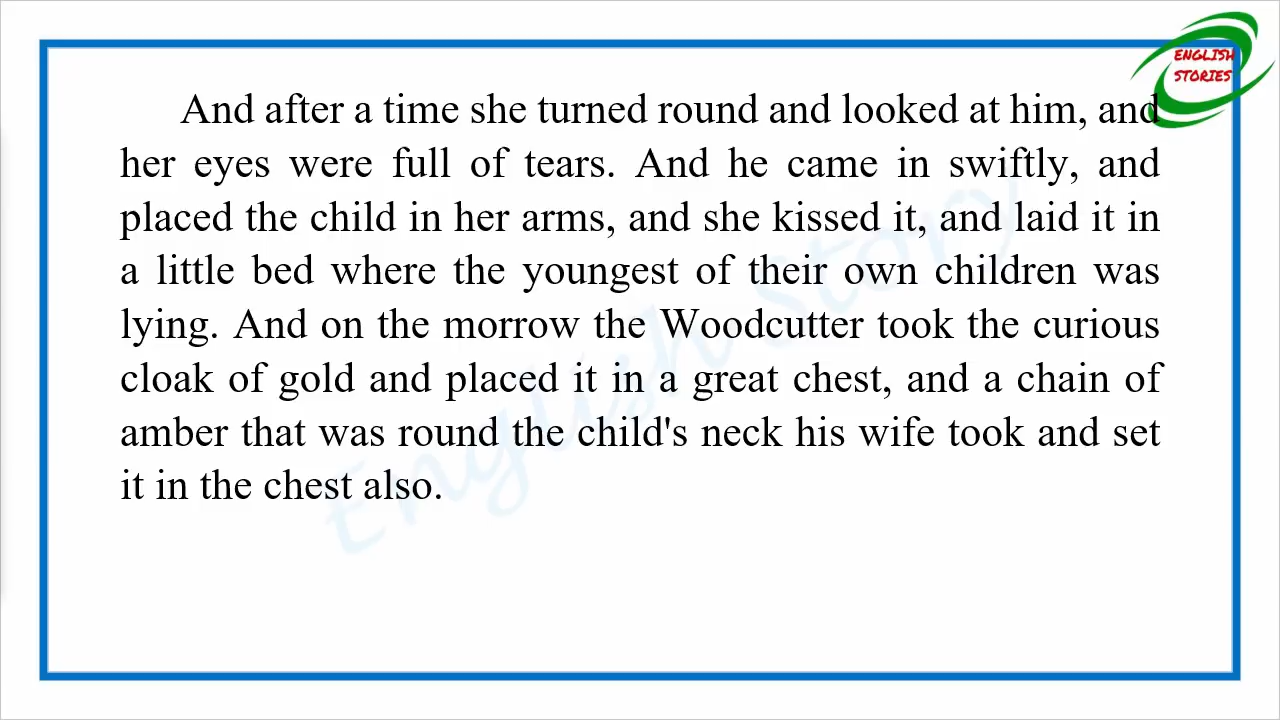 ENGLISH
STORIES
And after a time she turned round and looked at him, and
her eyes were full of tears. And he came in swiftly, and
placed the child in her arms, and she kissed it, and laid it in
a little bed where the youngest of their own children was
lying. And on the morrow the Woodcutter took the curious
cloak of gold and placed it in a great chest, and a chain of
amber that was round the child's neck his wife took and set
it in the chest also.
English Story